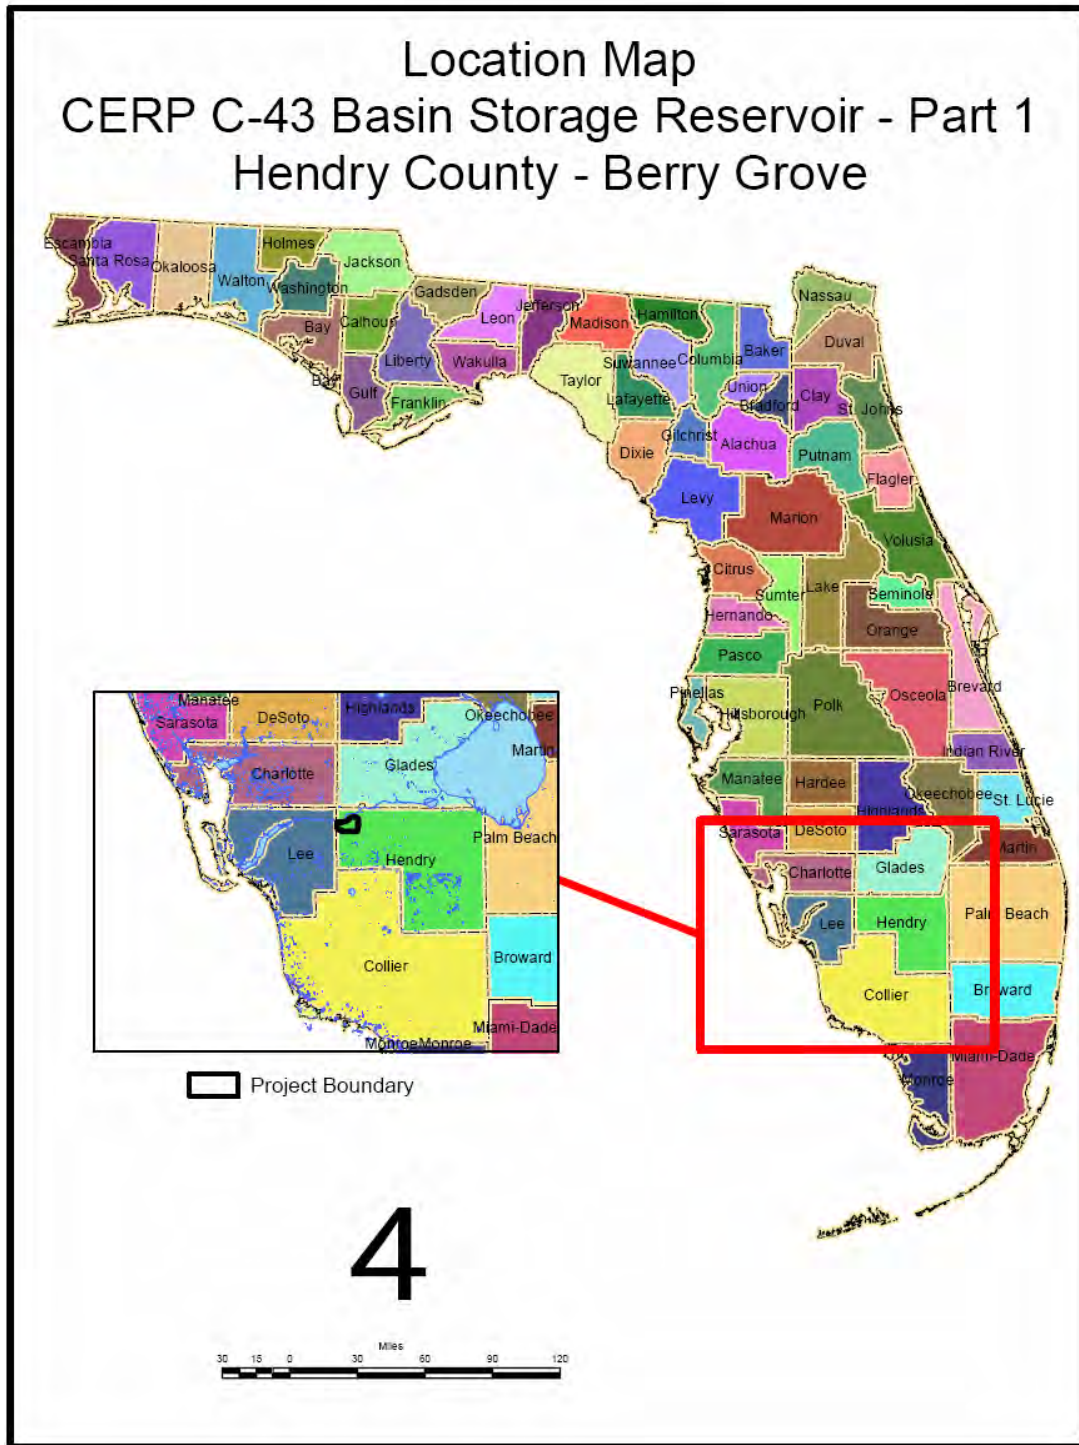 Location Map
CERP C-43 Basin Storage Reservoir - Part 1
Hendry County - Berry Grove
Escambia
Santa Rosa
Okaloosa
Walton
Holmes
Washington
Jackson
Bay
Bay
Calhoun
Gulf
Gadsden
Liberty
Franklin
Leon
Wakulla
Jefferson
Madison
Taylor
Hamilton
Suwannee
Lafayette
Dixie
Columbia
Gilchrist
Baker
Union
Bradford
Alachua
Levy
Nassau
Duval
Clay
St. Johns
Putnam
Flagler
Marion
Volusia
Citrus
Sumter
Lake
Seminole
Hernando
Orange
Pasco
Brevard
Pinellas
Hillsborough
Polk
Osceola
Indian River
Manatee
Hardee
Highlands
Okeechobee
St. Lucie
Sarasota
DeSoto
Martin
Charlotte
Glades
Lee
Hendry
Palm Beach
Collier
Broward
Miami-Dade
Monroe
Manatee
Sarasota
DeSoto
Highlands
Okeechobee
Martin
Charlotte
Glades
Lee
Hendry
Palm Beach
Collier
Broward
Miami-Dade
Monroe
Monroe
Project Boundary
4
Miles
30 15 0 30 60 90 120